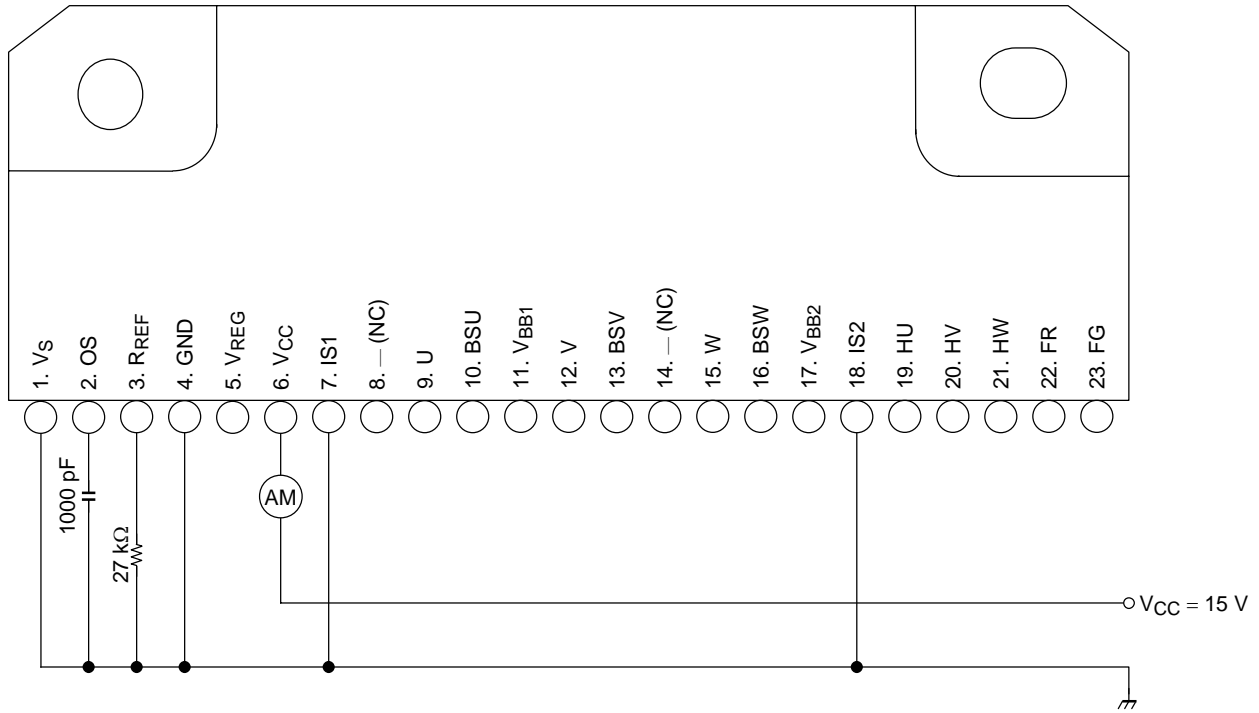 1. VS
2. OS
3. RREF
4. GND
5. VREG
6. VCC
7. IS1
8. — (NC)
9. U
10. BSU
11. VBB1
12. V
13. BSV
14. — (NC)
15. W
16. BSW
17. VBB2
18. IS2
19. HU
20. HV
21. HW
22. FR
23. FG
1000 pF
27 kΩ
AM
VCC = 15 V